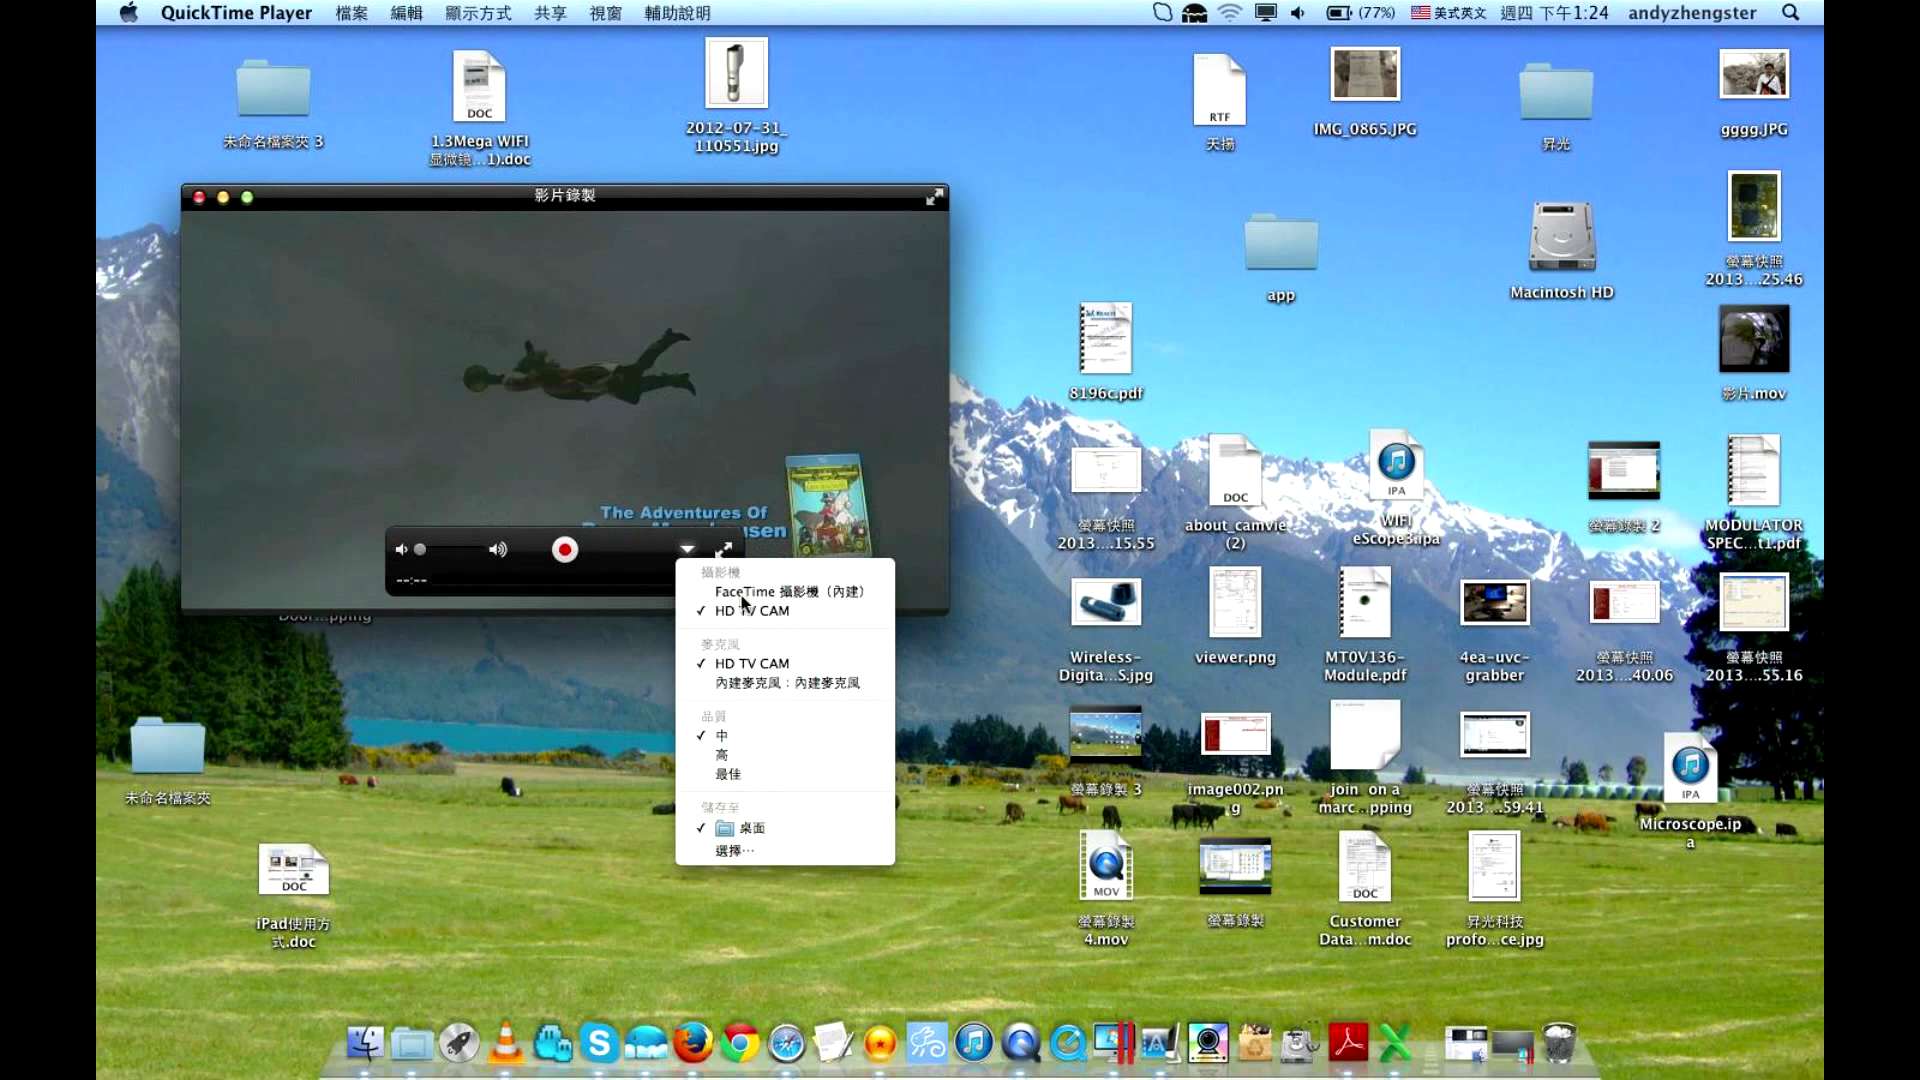 QuickTime Player 檔案 編輯 顯示方式 共享 視窗 輔助說明
(77%) 美式英文 週四 下午1:24 andyzhengster
未命名檔案夾 3
DOC
1.3Mega WIFI
显微镜...1).doc
2012-07-31_
110551.jpg
RTF
天揚
IMG_0865.JPG
昇光
gggg.JPG
影片錄製
The Adventures Of
--:--
攝影機
FaceTime 攝影機（內建）
✓ HD TV CAM
麥克風
✓ HD TV CAM
內建麥克風：內建麥克風
品質
✓ 中
高
最佳
儲存至
✓ 桌面
選擇⋯
app
Macintosh HD
螢幕快照
2013....25.46
8196c.pdf
影片.mov
螢幕快照
2013....15.55
DOC
about_camvie
(2)
IPA
WIFI
eScope3.ipa
螢幕錄製 2
MODULATOR
SPEC...t1.pdf
Wireless-
Digita...S.jpg
viewer.png
MT0V136-
Module.pdf
4ea-uvc-
grabber
螢幕快照
2013....40.06
螢幕快照
2013....55.16
未命名檔案夾
螢幕錄製 3
image002.pn
g
join on a
marc...pping
螢幕快照
2013....59.41
IPA
Microscope.ip
a
DOC
iPad使用方
式.doc
MOV
螢幕錄製
4.mov
螢幕錄製
DOC
Customer
Data...m.doc
昇光科技
profo...ce.jpg